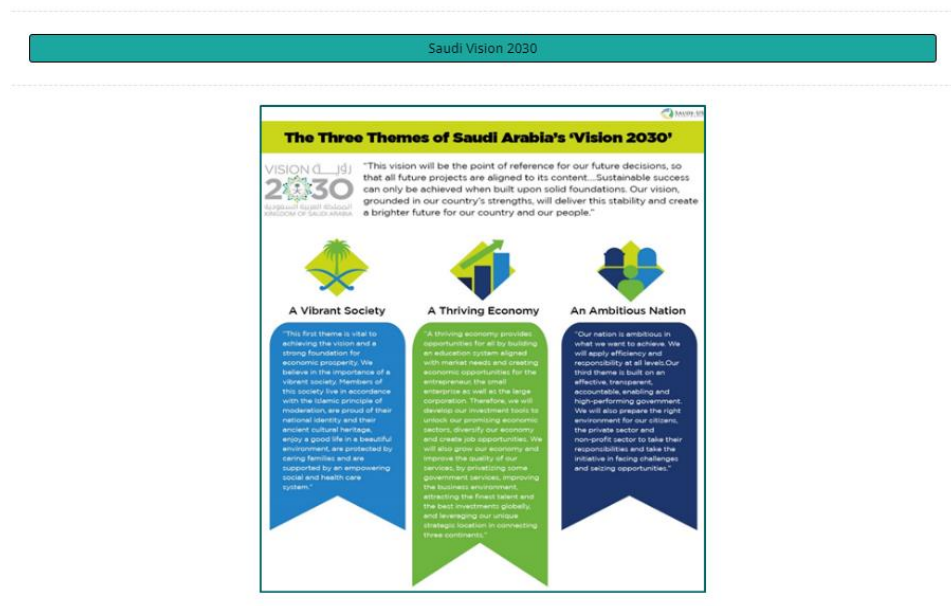 Saudi Vision 2030
The Three Themes of Saudi Arabia's 'Vision 2030'
VISION رؤيـــة
2030
المملكة العربية السعودية
KINGDOM OF SAUDI ARABIA
"This vision will be the point of reference for our future decisions, so
that all future projects are aligned to its content....Sustainable success
can only be achieved when built upon solid foundations. Our vision,
grounded in our country's strengths, will deliver this stability and create
a brighter future for our country and our people."
A Vibrant Society
"This first theme is vital to
achieving the vision and a
strong foundation for
economic prosperity. We
believe in the importance of a
vibrant society. Members of
this society live in accordance
with the Islamic principle of
moderation, are proud of their
national identity and their
ancient cultural heritage,
enjoy a good life in a beautiful
environment, are protected by
caring families and are
supported by an empowering
social and health care
system."
A Thriving Economy
"A thriving economy provides
opportunities for all by building
an education system aligned
with market needs and creating
economic opportunities for the
entrepreneur, the small
enterprise as well as the large
corporation. Therefore, we will
develop our investment tools to
unlock our promising economic
sectors, diversify our economy
and create job opportunities. We
will also grow our economy and
improve the quality of our
services, by privatizing some
government services, improving
the business environment,
attracting the finest talent and
the best investments globally,
and leveraging our unique
strategic location in connecting
three continents."
An Ambitious Nation
"Our nation is ambitious in
what we want to achieve. We
will apply efficiency and
responsibility at all levels.Our
third theme is built on an
effective, transparent,
accountable, enabling and
high-performing government.
We will also prepare the right
environment for our citizens,
the private sector and
non-profit sector to take their
responsibilities and take the
initiative in facing challenges
and seizing opportunities."